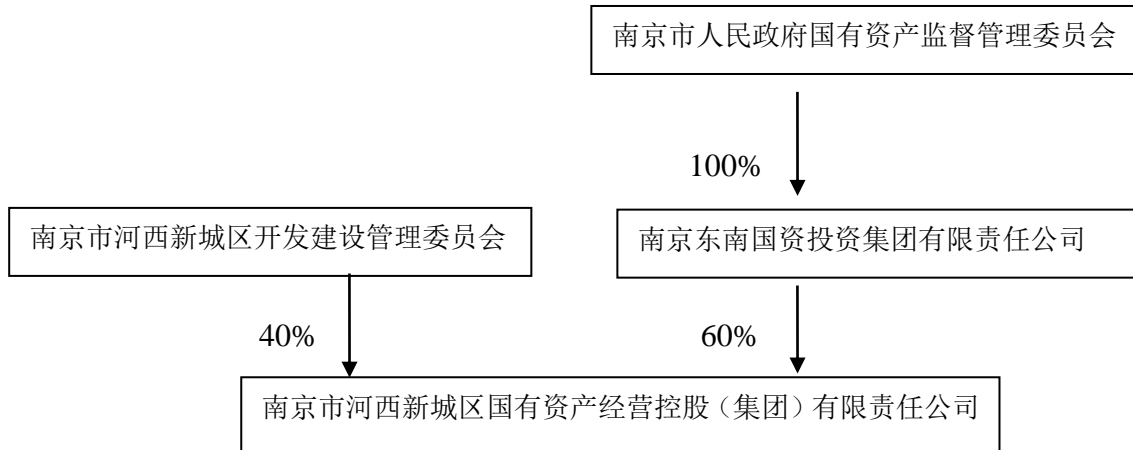 南京市人民政府国有资产监督管理委员会
100%
南京市河西新城区开发建设管理委员会
南京东南国资投资集团有限责任公司
40%
60%
南京市河西新城区国有资产经营控股（集团）有限责任公司